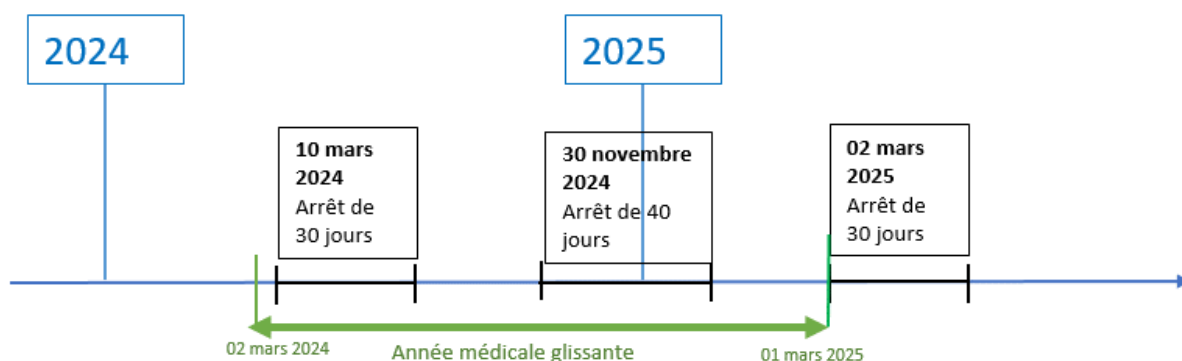 2024
2025
10 mars
2024
Arrêt de
30 jours
30 novembre
2024
Arrêt de 40
jours
02 mars
2025
Arrêt de
30 jours
02 mars 2024
Année médicale glissante
01 mars 2025